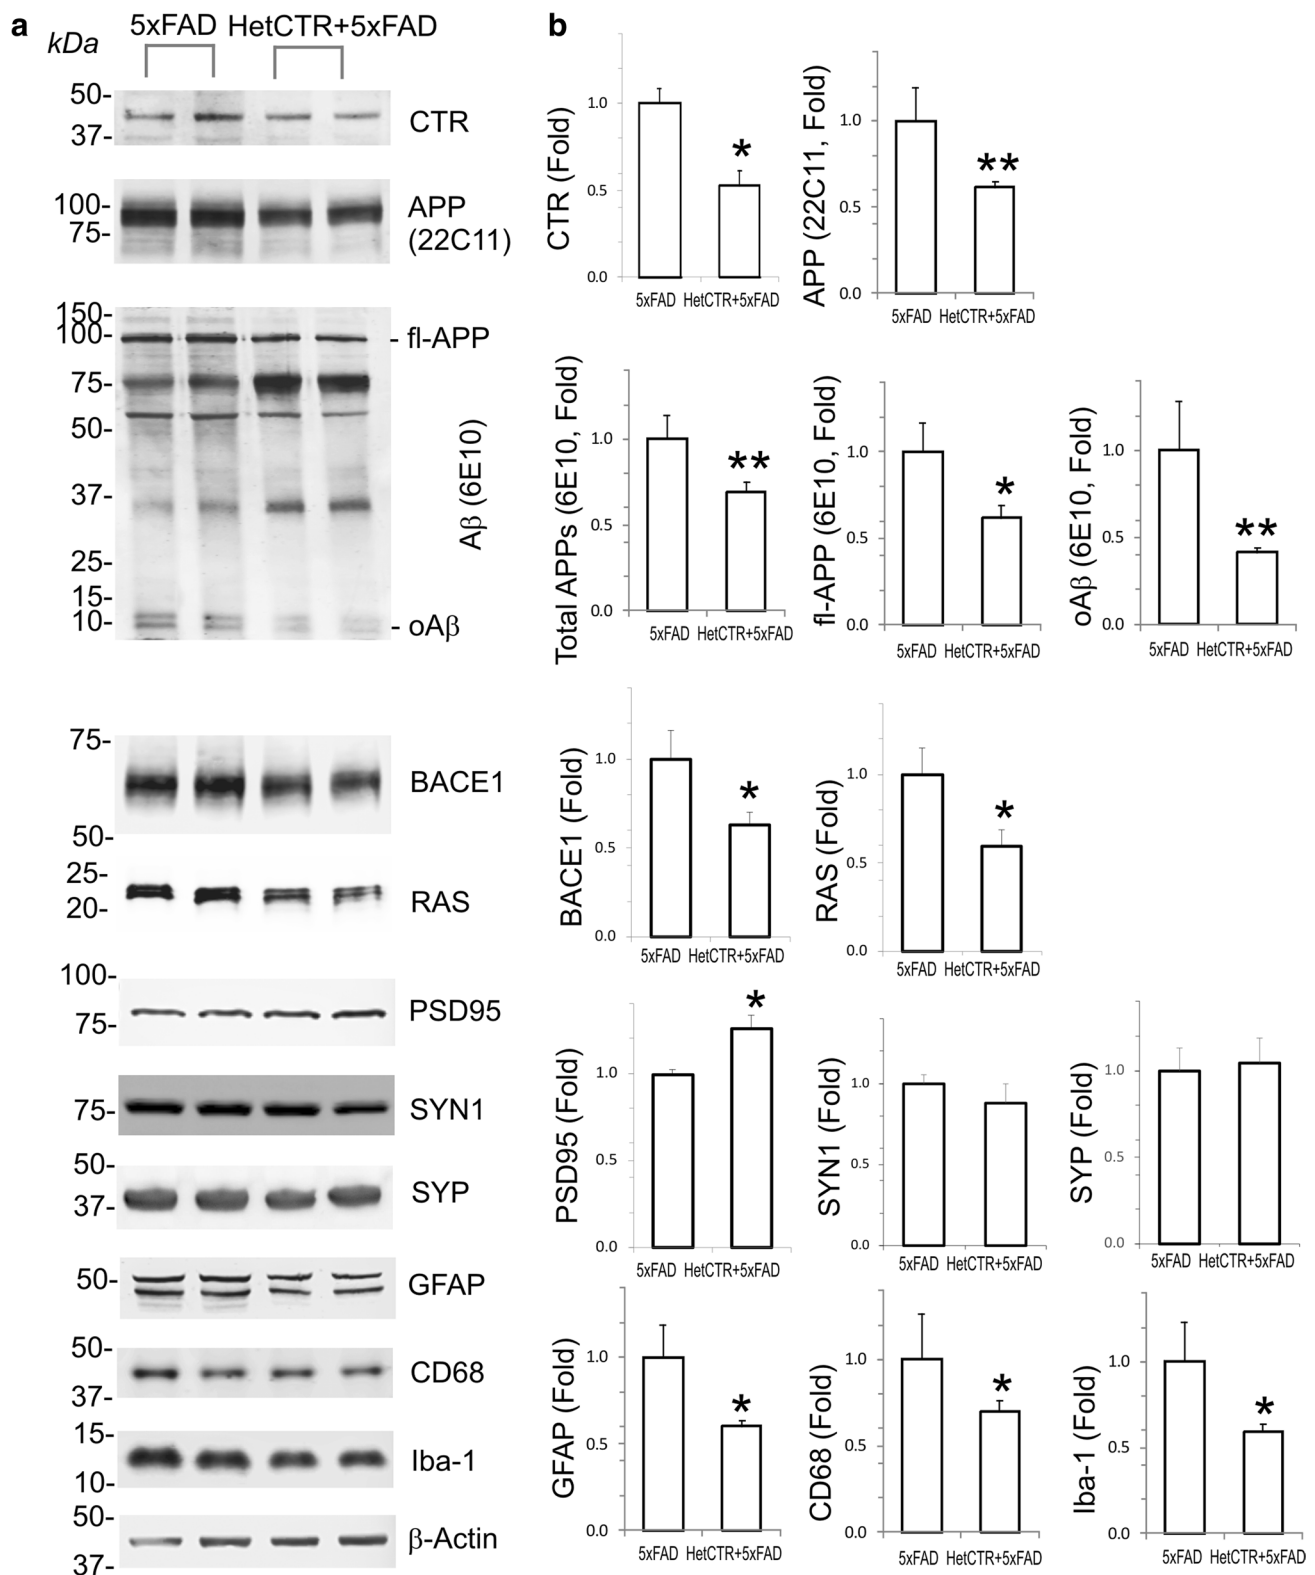 a
kDa
5xFAD HetCTR+5xFAD
50-
37-
CTR
100-
75-
APP
(22C11)
150-
100-
75-
50-
37-
25-
15-
10-
- fl-APP
- oAβ
Aβ (6E10)
75-
50-
BACE1
25-
20-
RAS
100-
75-
PSD95
75-
SYN1
50-
37-
SYP
50-
GFAP
50-
37-
CD68
15-
10-
Iba-1
50-
37-
β-Actin
b
CTR (Fold)
1.0
0.5
0.0
*
5xFAD HetCTR+5xFAD
APP (22C11, Fold)
1.0
0.5
0.0
**
5xFAD HetCTR+5xFAD
Total APPs (6E10, Fold)
1.0
0.5
0.0
**
5xFAD HetCTR+5xFAD
fl-APP (6E10, Fold)
1.0
0.5
0.0
*
5xFAD HetCTR+5xFAD
oAβ (6E10, Fold)
1.0
0.5
0.0
**
5xFAD HetCTR+5xFAD
BACE1 (Fold)
1.0
0.5
0.0
*
5xFAD HetCTR+5xFAD
RAS (Fold)
1.0
0.5
0.0
*
5xFAD HetCTR+5xFAD
PSD95 (Fold)
1.0
0.5
0.0
*
5xFAD HetCTR+5xFAD
SYN1 (Fold)
1.0
0.5
0.0
5xFAD HetCTR+5xFAD
SYP (Fold)
1.0
0.5
0.0
5xFAD HetCTR+5xFAD
GFAP (Fold)
1.0
0.5
0.0
*
5xFAD HetCTR+5xFAD
CD68 (Fold)
1.0
0.5
0.0
*
5xFAD HetCTR+5xFAD
Iba-1 (Fold)
1.0
0.5
0.0
*
5xFAD HetCTR+5xFAD